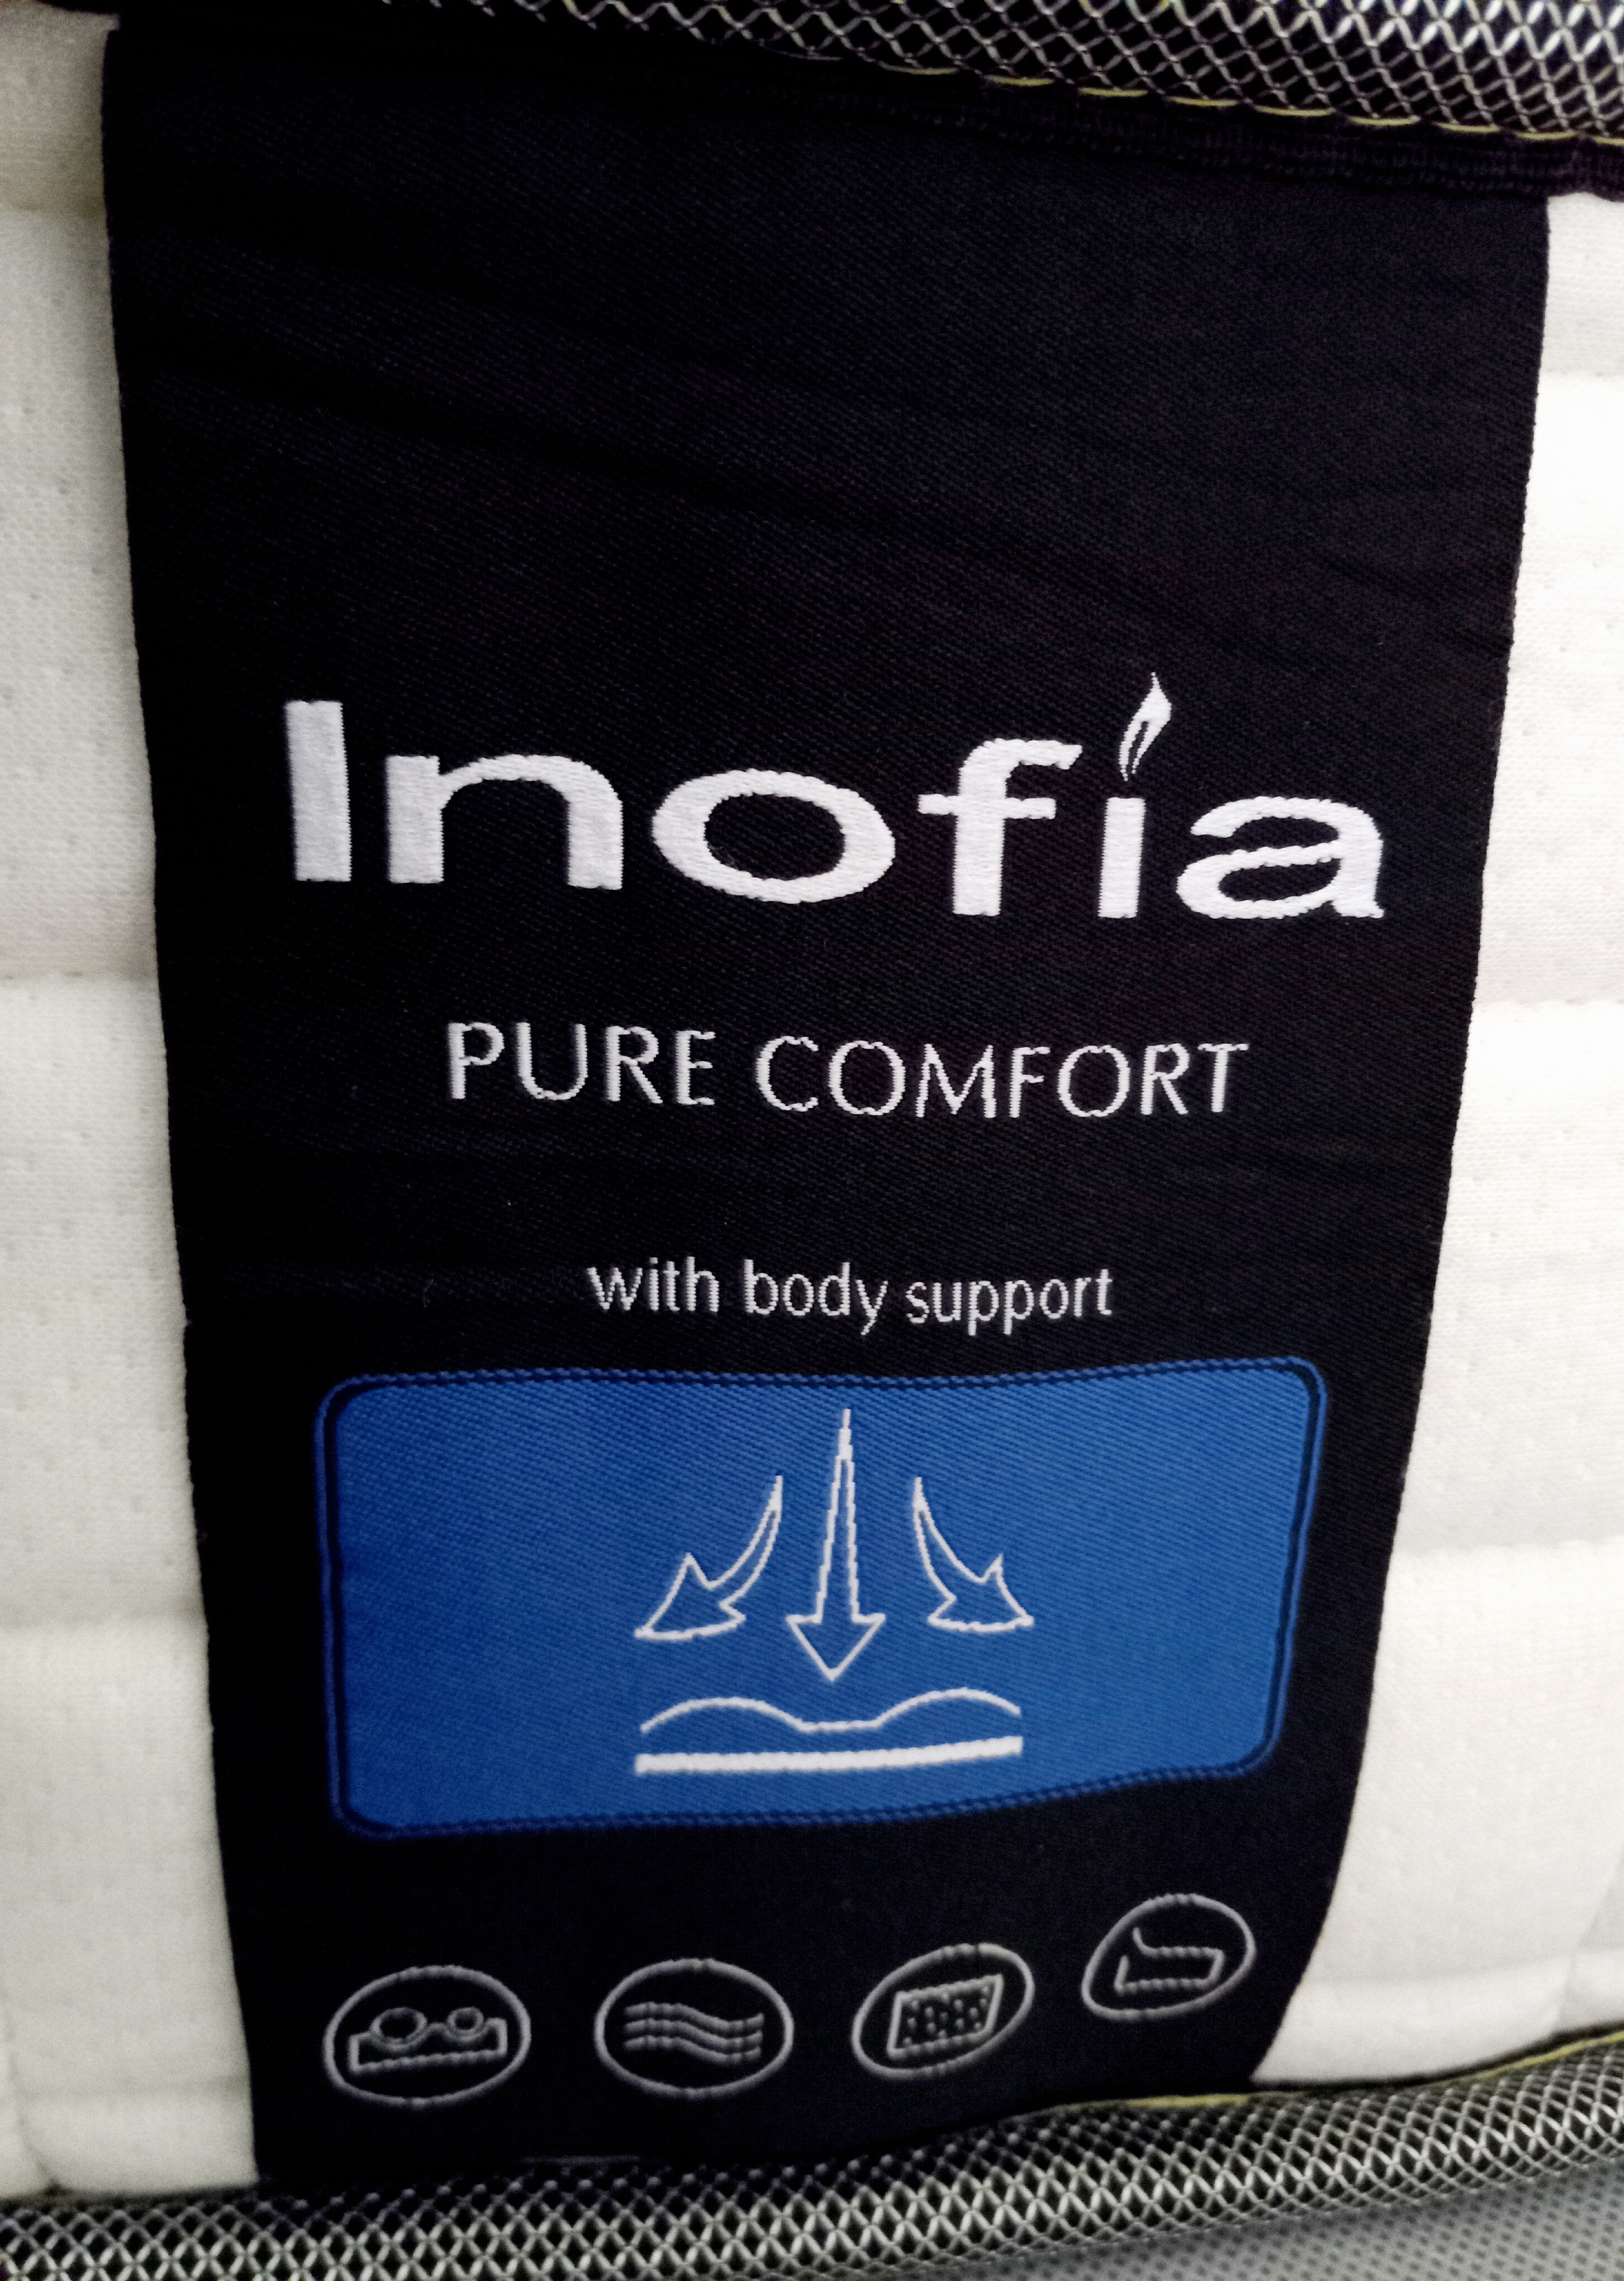 Inofia
PURE COMFORT
with body support